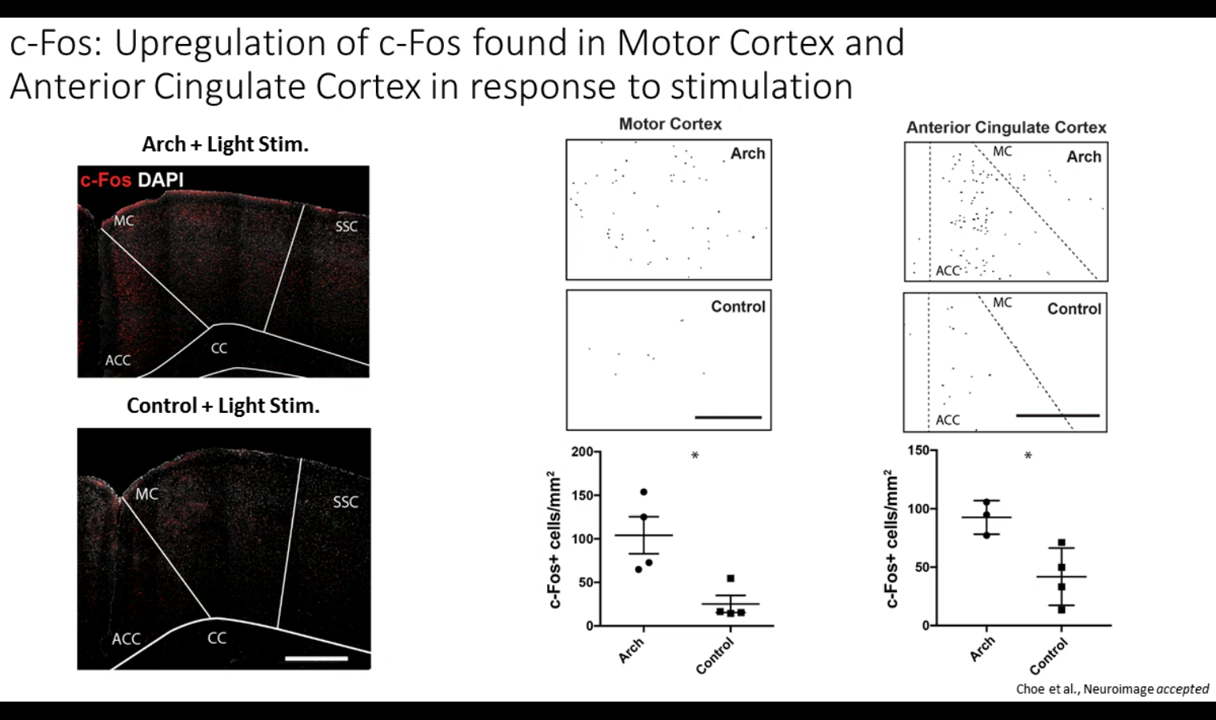 c-Fos: Upregulation of c-Fos found in Motor Cortex and
Anterior Cingulate Cortex in response to stimulation
Arch + Light Stim.
c-Fos DAPI
MC
SSC
CC
ACC
Control + Light Stim.
MC
SSC
ACC
CC
Motor Cortex
Arch
Control
200
150
100
50
0
c-Fos+ cells/mm²
*
Arch
Control
Anterior Cingulate Cortex
MC
Arch
ACC
MC
Control
ACC
150
100
50
0
c-Fos+ cells/mm²
*
Arch
Control
Choe et al., Neuroimage accepted